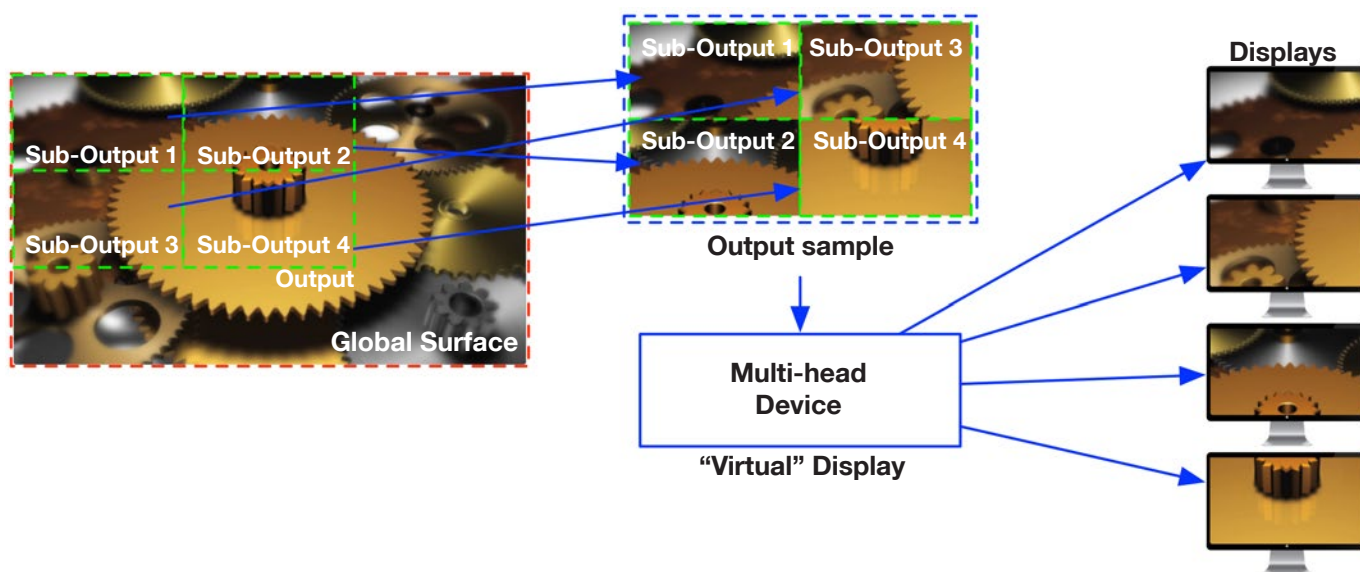 Sub-Output 1
Sub-Output 2
Sub-Output 3
Sub-Output 4
Output
Global Surface
Sub-Output 1
Sub-Output 3
Sub-Output 2
Sub-Output 4
Output sample
Multi-head
Device
“Virtual” Display
Displays